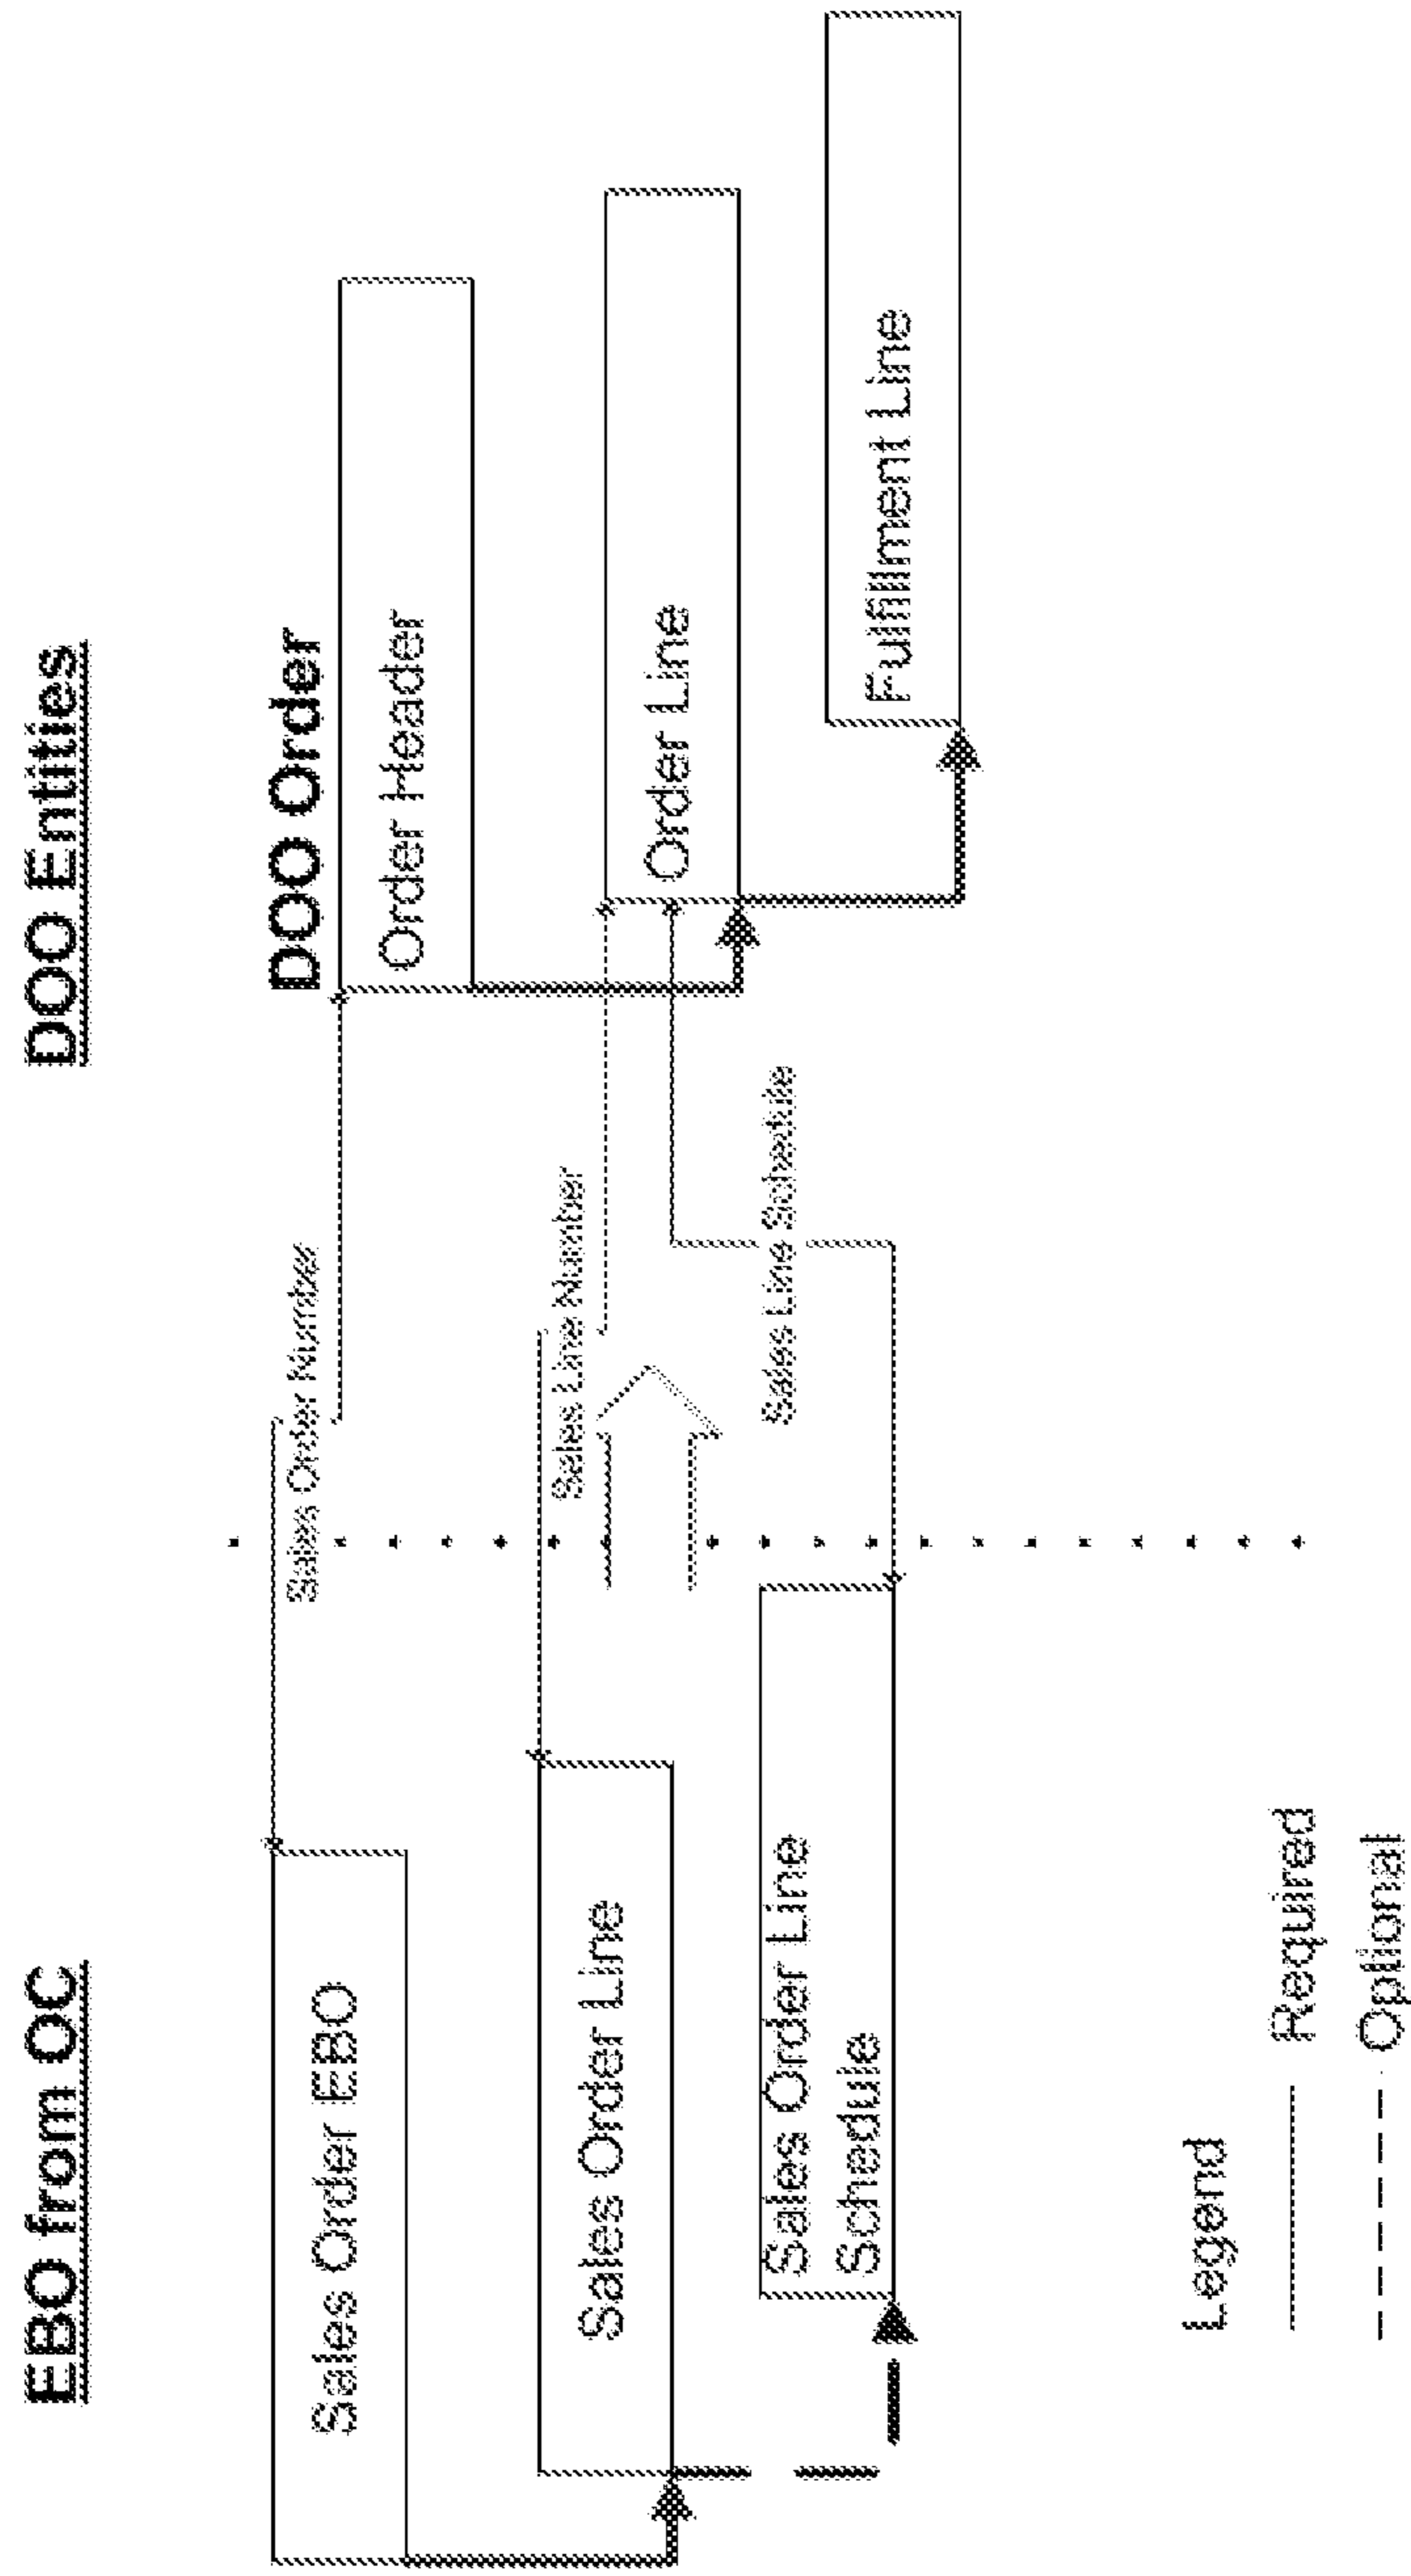 EBO from OC
DOO Entities
Sales Order EBO
Sales Order Number
DOO Order
Order Header
Sales Order Line
Sales Line Number
Order Line
Sales Order Line
Schedule
Sales Line Schedule
Fulfillment Line
Legend
Required
Optional